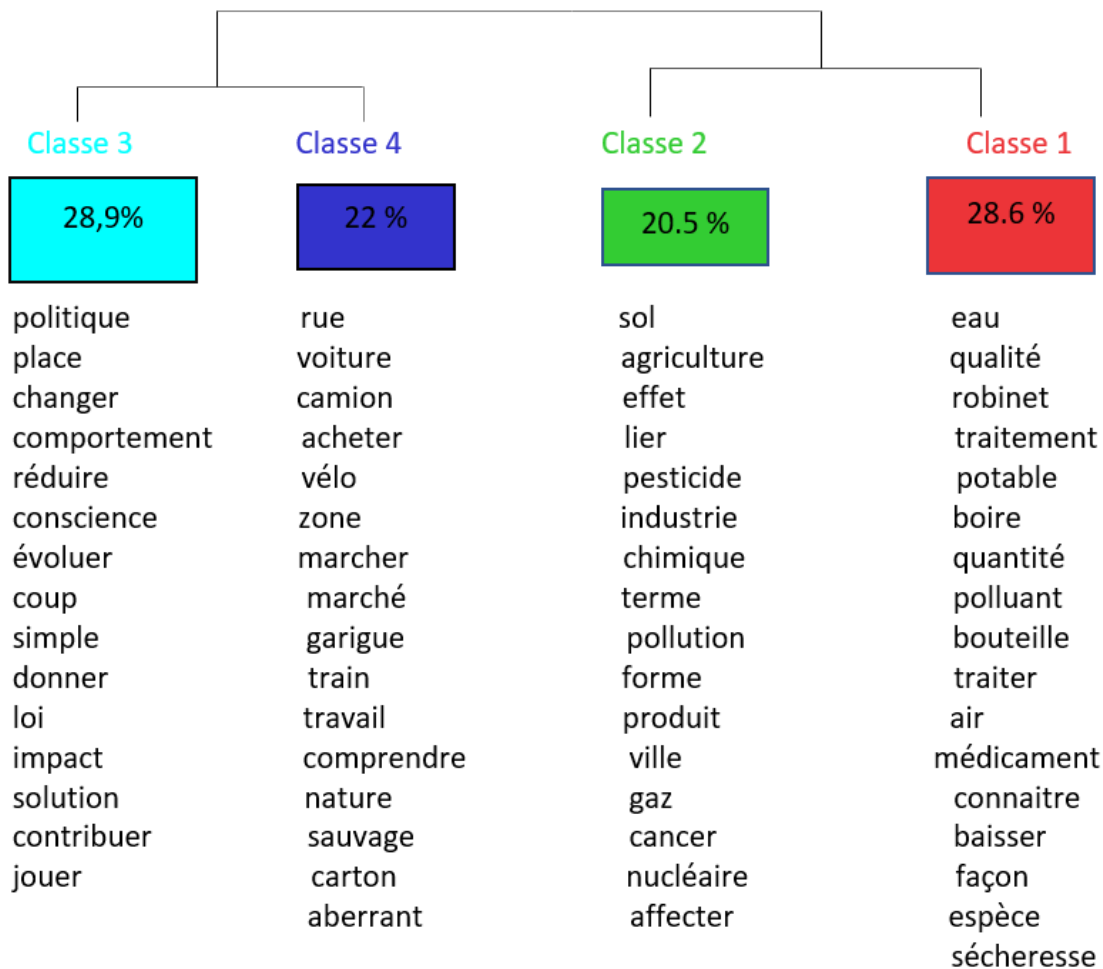 Classe 3
28,9%
politique
place
changer
comportement
réduire
conscience
évoluer
coup
simple
donner
loi
impact
solution
contribuer
jouer
Classe 4
22 %
rue
voiture
camion
acheter
vélo
zone
marcher
marché
garigue
train
travail
comprendre
nature
sauvage
carton
aberrant
Classe 2
20.5 %
sol
agriculture
effet
lier
pesticide
industrie
chimique
terme
pollution
forme
produit
ville
gaz
cancer
nucléaire
affecter
Classe 1
28.6 %
eau
qualité
robinet
traitement
potable
boire
quantité
polluant
bouteille
traiter
air
médicament
connaitre
baisser
façon
espèce
sécheresse